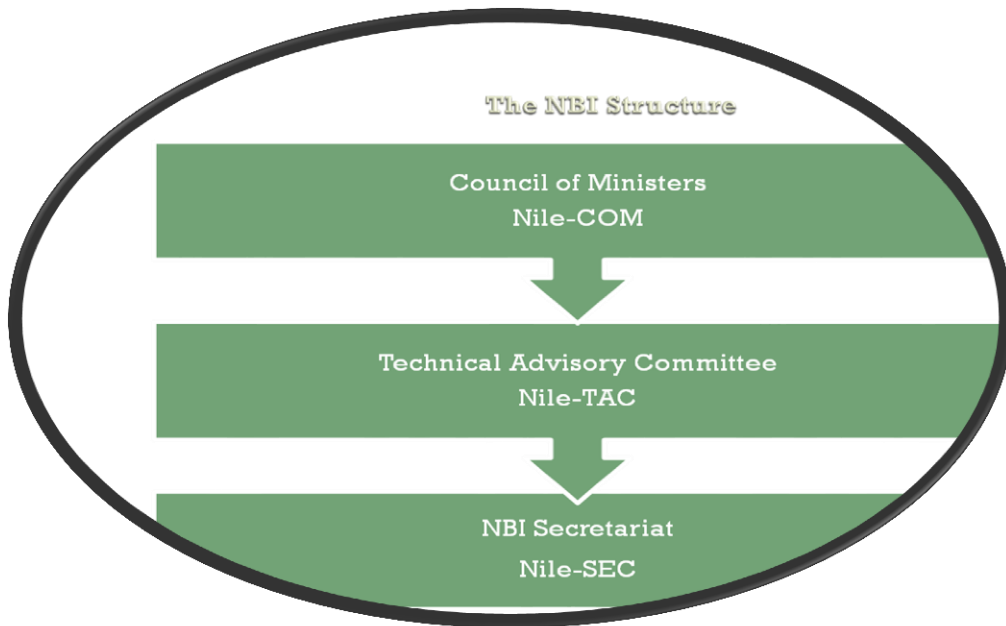 The NBI Structure
Council of Ministers
Nile-COM
Technical Advisory Committee
Nile-TAC
NBI Secretariat
Nile-SEC